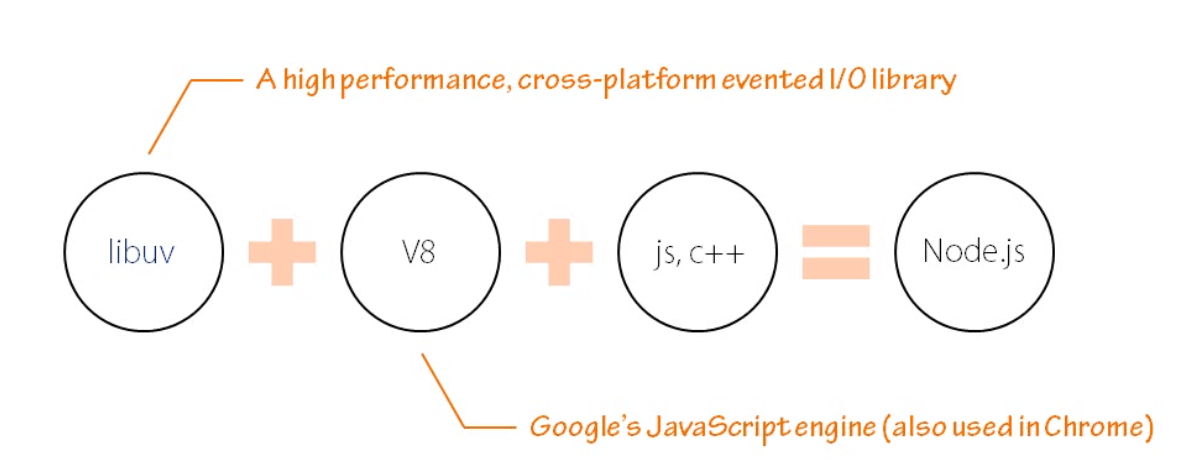 A high performance, cross-platform evented I/O library
libuv
V8
js, c++
Node.js
Google's JavaScript engine (also used in Chrome)